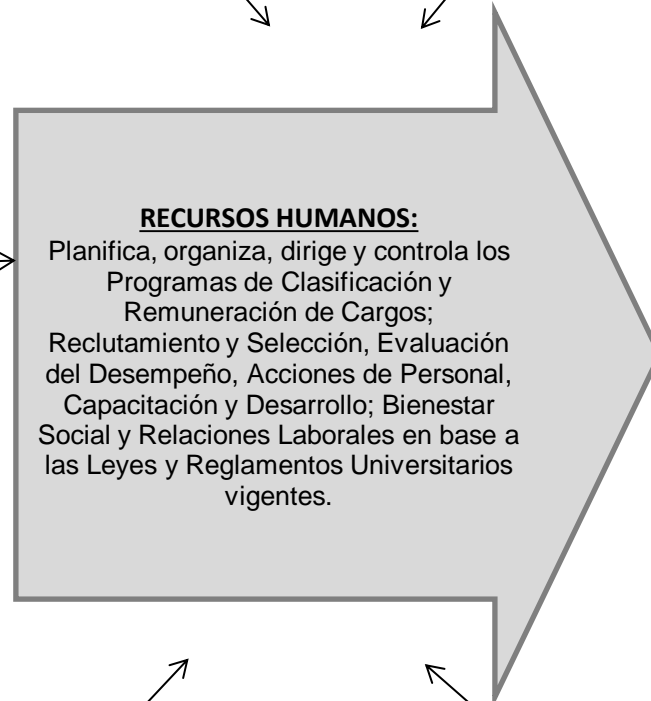 RECURSOS HUMANOS:
Planifica, organiza, dirige y controla los
Programas de Clasificación y
Remuneración de Cargos;
Reclutamiento y Selección, Evaluación
del Desempeño, Acciones de Personal,
Capacitación y Desarrollo; Bienestar
Social y Relaciones Laborales en base a
las Leyes y Reglamentos Universitarios
vigentes.